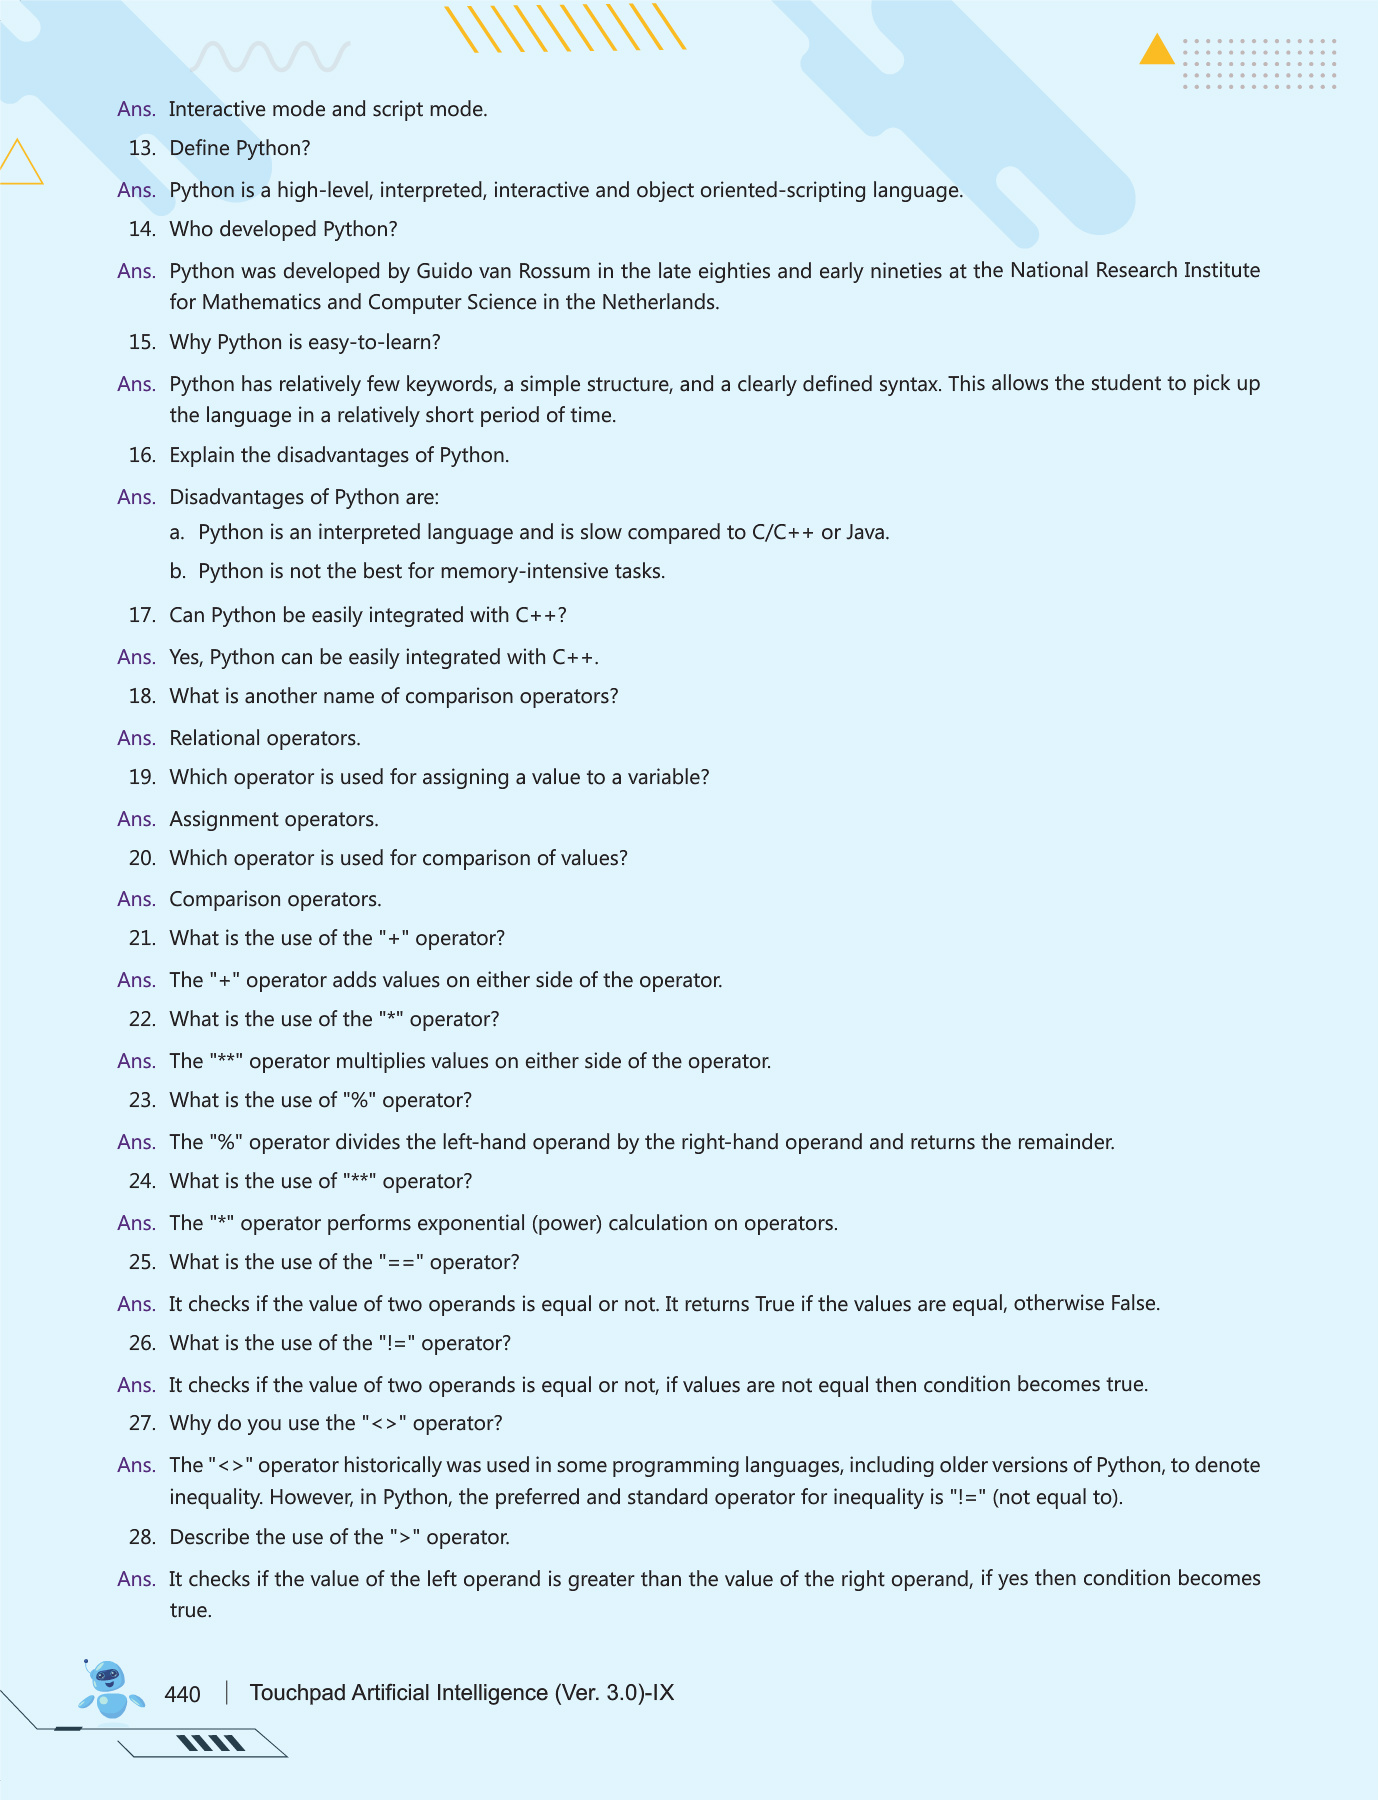 Ans. Interactive mode and script mode.
13. Define Python?
Ans. Python is a high-level, interpreted, interactive and object oriented-scripting language.
14. Who developed Python?
Ans. Python was developed by Guido van Rossum in the late eighties and early nineties at the National Research Institute
for Mathematics and Computer Science in the Netherlands.
15. Why Python is easy-to-learn?
Ans. Python has relatively few keywords, a simple structure, and a clearly defined syntax. This allows the student to pick up
the language in a relatively short period of time.
16. Explain the disadvantages of Python.
Ans. Disadvantages of Python are:
a. Python is an interpreted language and is slow compared to C/C++ or Java.
b. Python is not the best for memory-intensive tasks.
17. Can Python be easily integrated with C++?
Ans. Yes, Python can be easily integrated with C++.
18. What is another name of comparison operators?
Ans. Relational operators.
19. Which operator is used for assigning a value to a variable?
Ans. Assignment operators.
20. Which operator is used for comparison of values?
Ans. Comparison operators.
21. What is the use of the "+" operator?
Ans. The "+" operator adds values on either side of the operator.
22. What is the use of the "*" operator?
Ans. The "**" operator multiplies values on either side of the operator.
23. What is the use of "%" operator?
Ans. The "%" operator divides the left-hand operand by the right-hand operand and returns the remainder.
24. What is the use of "**" operator?
Ans. The "*" operator performs exponential (power) calculation on operators.
25. What is the use of the "==" operator?
Ans. It checks if the value of two operands is equal or not. It returns True if the values are equal, otherwise False.
26. What is the use of the "!=" operator?
Ans. It checks if the value of two operands is equal or not, if values are not equal then condition becomes true.
27. Why do you use the "<>" operator?
Ans. The "<>" operator historically was used in some programming languages, including older versions of Python, to denote
inequality. However, in Python, the preferred and standard operator for inequality is "!=" (not equal to).
28. Describe the use of the ">" operator.
Ans. It checks if the value of the left operand is greater than the value of the right operand, if yes then condition becomes
true.
440 | Touchpad Artificial Intelligence (Ver. 3.0)-IX